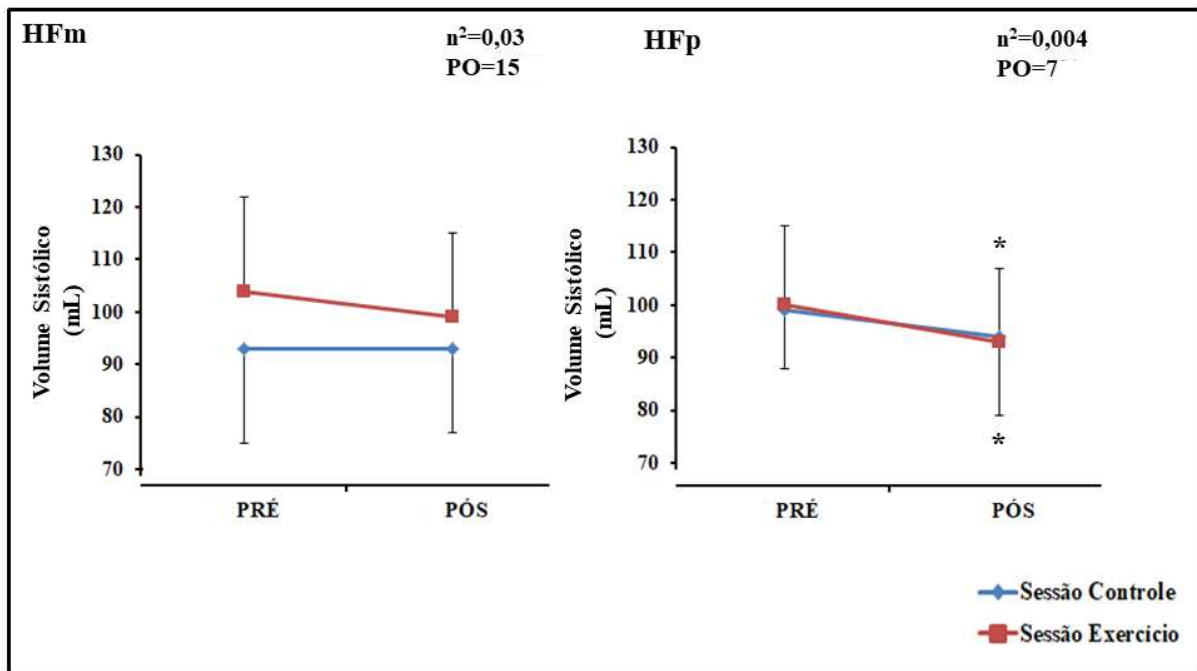 HFm
n²=0,03
PO=15
Volume Sistólico
(mL)
130
120
110
100
90
80
70
PRÉ
PÓS
HFp
n²=0,004
PO=7
Volume Sistólico
(mL)
130
120
110
100
90
80
70
*
*
PRÉ
PÓS
Sessão Controle
Sessão Exercício